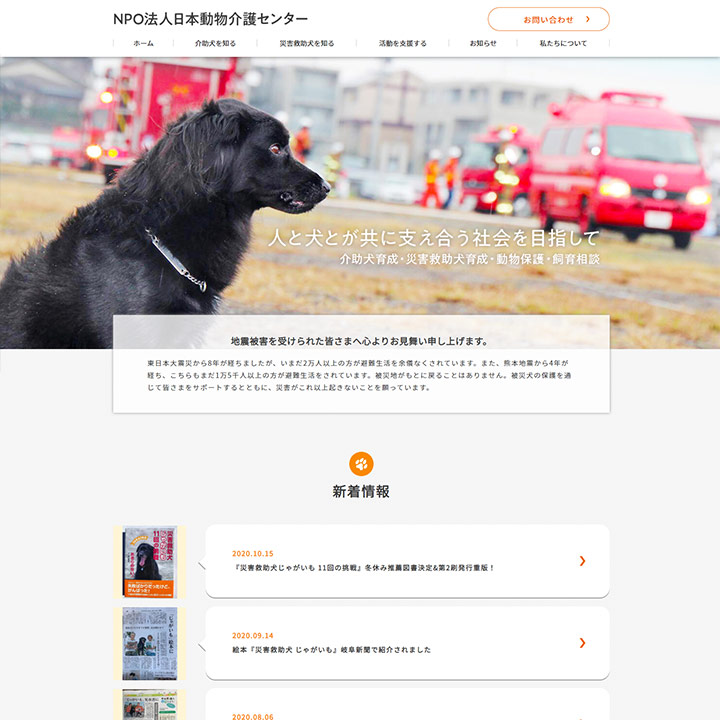 NPO法人日本動物介護センター
お問い合わせ
ホーム 介助犬を知る 災害救助犬を知る 活動を支援する お知らせ 私たちについて
人と犬とが共に支え合う社会を目指して
介助犬育成・災害救助犬育成・動物保護・飼育相談
地震被害を受けられた皆さまへ心よりお見舞い申し上げます。
東日本大震災から8年が経ちましたが、いまだ2万人以上の方が避難生活を余儀なくされています。また、熊本地震から4年が
経ち、こちらもまだ1万5千人以上の方が避難生活をされています。被災地がもとに戻ることはありません。被災犬の保護を通
じて皆さまをサポートするとともに、災害がこれ以上起きないことを願っています。
新着情報
災害救助犬
じゃがいも
11回の挑戦
2020.10.15
『災害救助犬じゃがいも 11回の挑戦』冬休み推薦図書決定&第2刷発行重版！
2020.09.14
絵本『災害救助犬 じゃがいも』岐阜新聞で紹介されました
2020.08.06